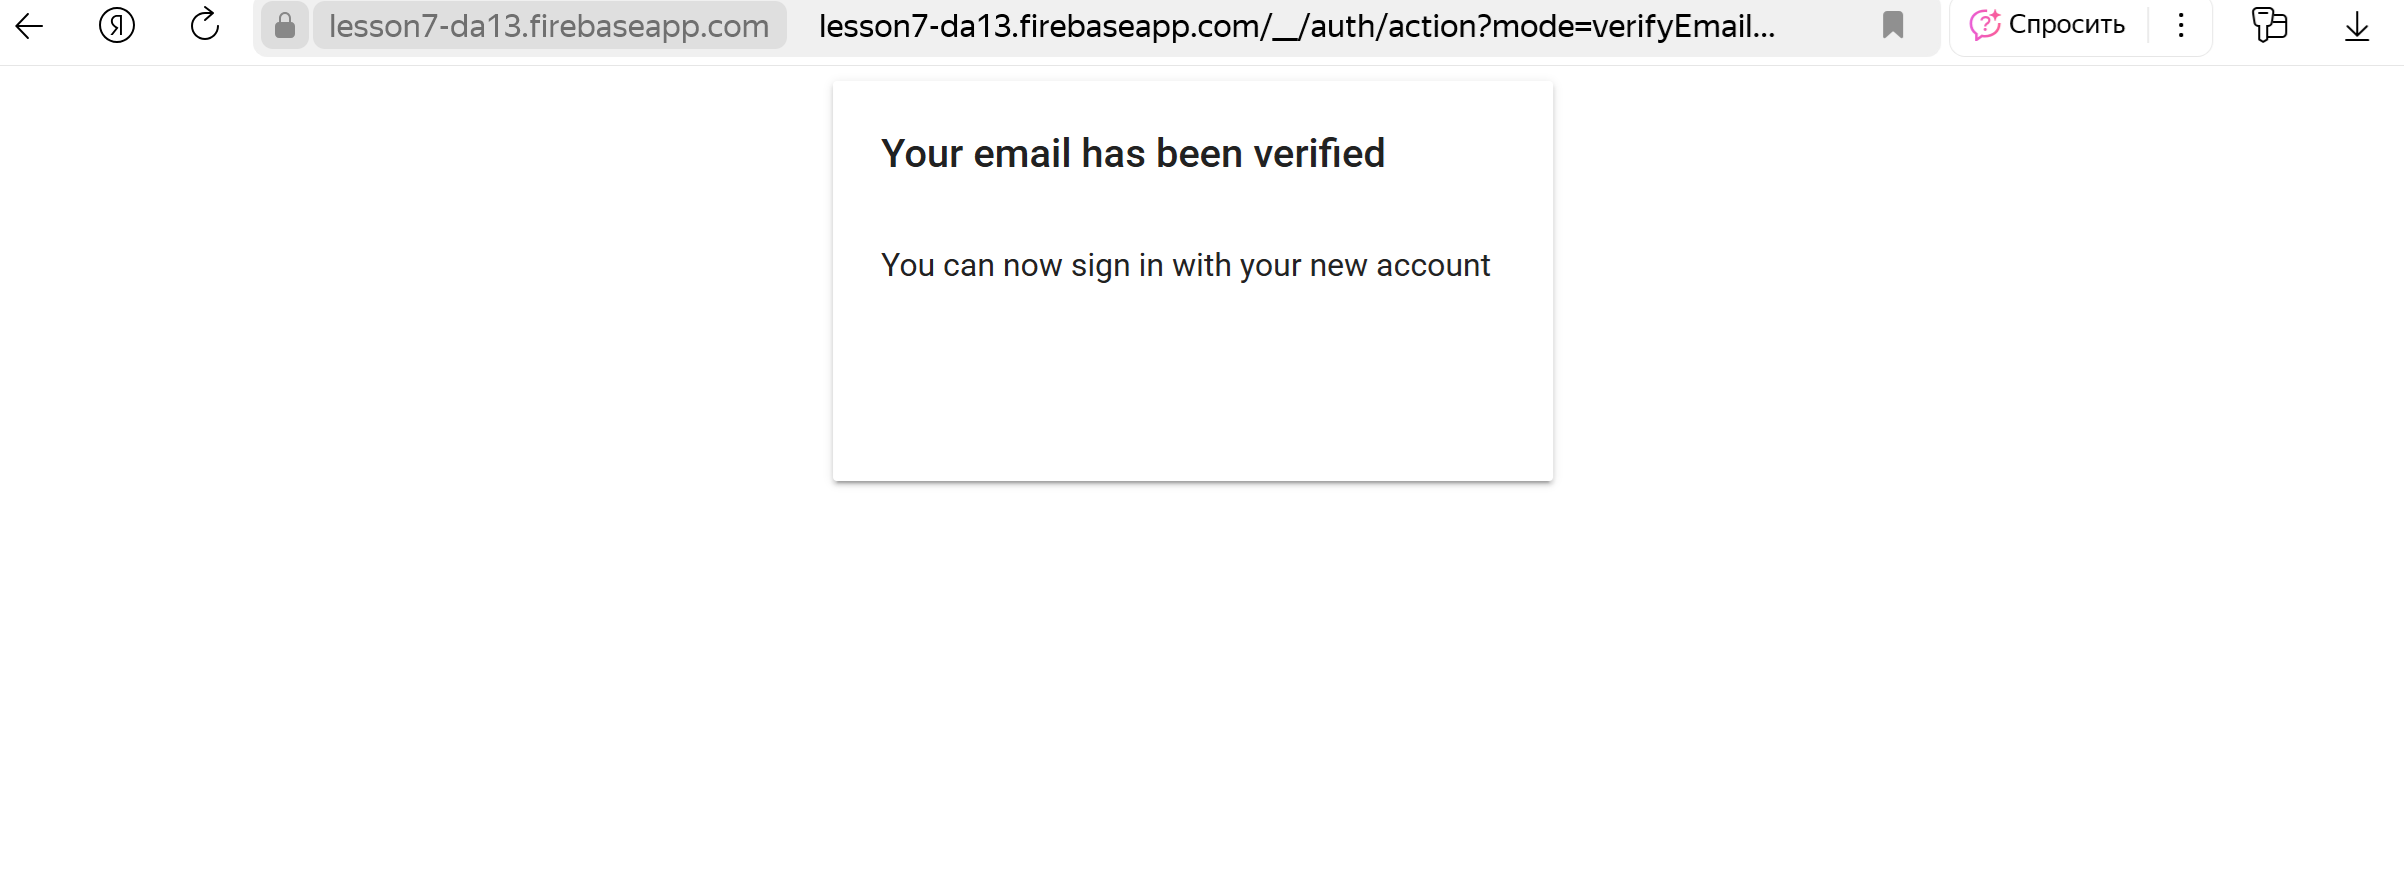 Я lesson7-da13.firebaseapp.com lesson7-da13.firebaseapp.com/__/auth/action?mode=verifyEmail... Спросить
Your email has been verified
You can now sign in with your new account